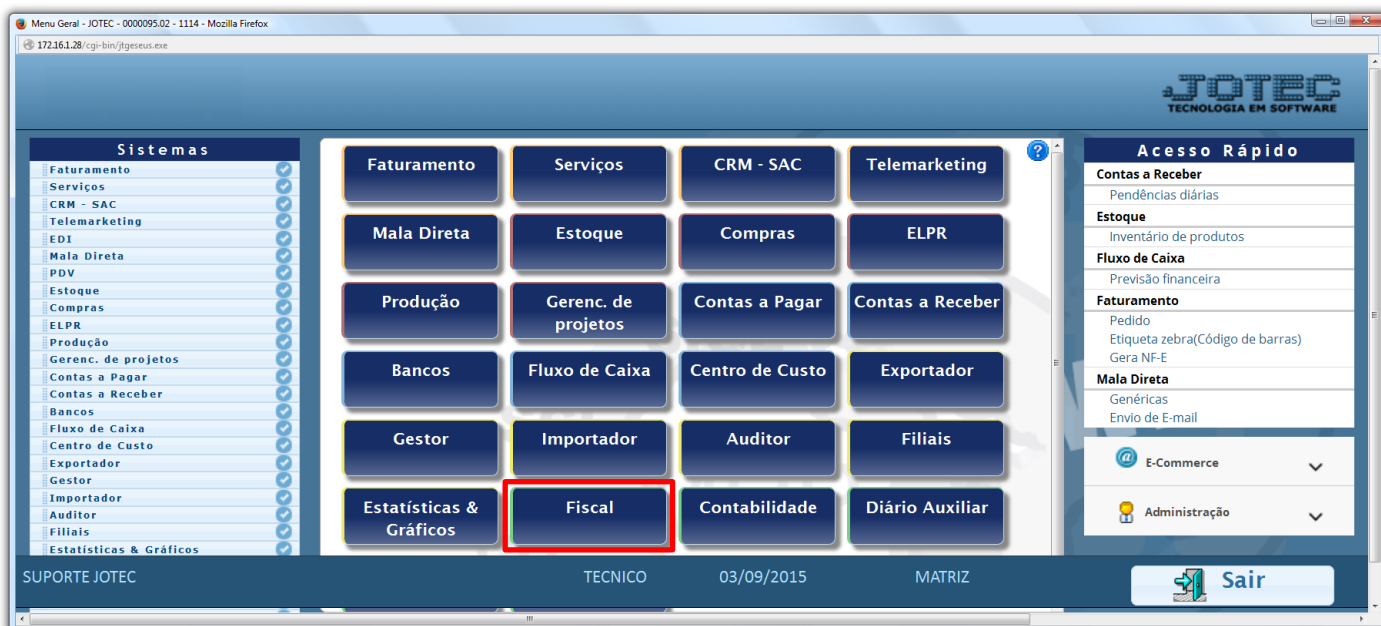 Menu Geral - JOTEC - 0000095.02 - 1114 - Mozilla Firefox
172.16.1.28/cgi-bin/jtgeseus.exe
JOTEC
TECNOLOGIA EM SOFTWARE
Sistemas
Faturamento
Serviços
CRM - SAC
Telemarketing
EDI
Mala Direta
PDV
Estoque
Compras
ELPR
Produção
Gerenc. de projetos
Contas a Pagar
Contas a Receber
Bancos
Fluxo de Caixa
Centro de Custo
Exportador
Gestor
Importador
Auditor
Filiais
Estatísticas & Gráficos
Faturamento
Serviços
CRM - SAC
Telemarketing
Mala Direta
Estoque
Compras
ELPR
Produção
Gerenc. de
projetos
Contas a Pagar
Contas a Receber
Bancos
Fluxo de Caixa
Centro de Custo
Exportador
Gestor
Importador
Auditor
Filiais
Estatísticas &
Gráficos
Fiscal
Contabilidade
Diário Auxiliar
?
Acesso Rápido
Contas a Receber
Pendências diárias
Estoque
Inventário de produtos
Fluxo de Caixa
Previsão financeira
Faturamento
Pedido
Etiqueta zebra(Código de barras)
Gera NF-E
Mala Direta
Genéricas
Envio de E-mail
@ E-Commerce
Administração
SUPORTE JOTEC
TECNICO
03/09/2015
MATRIZ
Sair